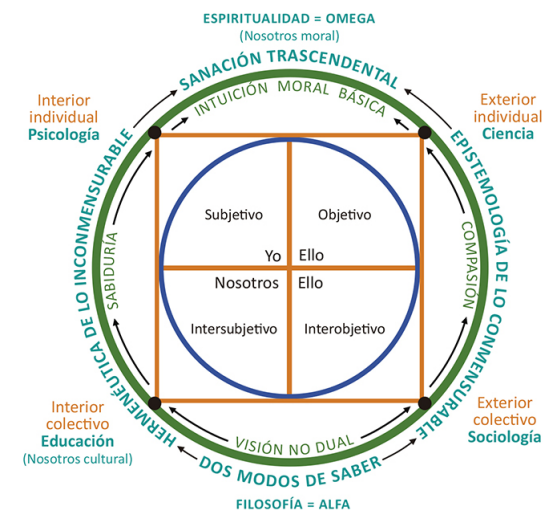 ESPIRITUALIDAD = OMEGA
(Nosotros moral)
SANACIÓN TRASCENDENTAL
INTUICIÓN MORAL BÁSICA
Interior
individual
Psicología
Exterior
individual
Ciencia
HERMENÉUTICA DE LO INCONMENSURABLE
EPISTEMOLOGÍA DE LO CONMENSURABLE
SABIDURÍA
COMPASIÓN
Subjetivo
Objetivo
Yo
Ello
Nosotros
Ello
Intersubjetivo
Interobjetivo
Interior
colectivo
Educación
(Nosotros cultural)
Exterior
colectivo
Sociología
VISIÓN NO DUAL
DOS MODOS DE SABER
FILOSOFÍA = ALFA